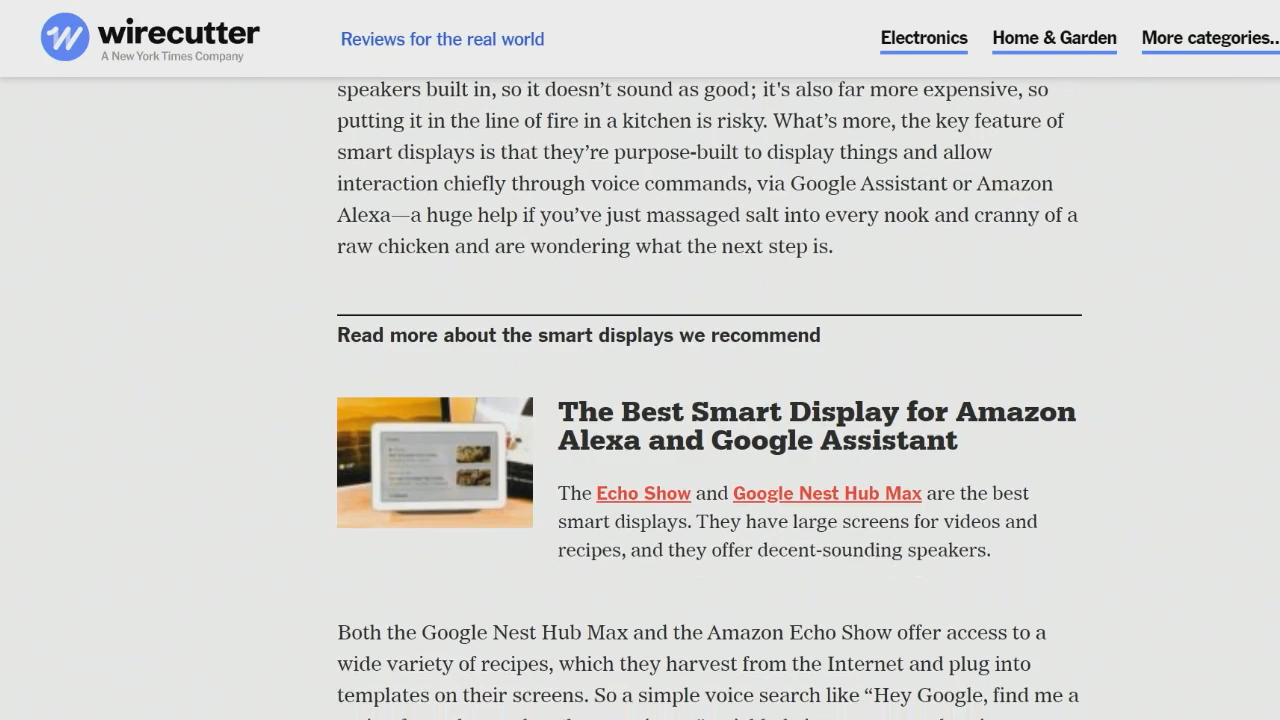 wirecutter
A New York Times Company
Reviews for the real world
Electronics
Home & Garden
More categories..
speakers built in, so it doesn’t sound as good; it's also far more expensive, so
putting it in the line of fire in a kitchen is risky. What’s more, the key feature of
smart displays is that they’re purpose-built to display things and allow
interaction chiefly through voice commands, via Google Assistant or Amazon
Alexa—a huge help if you’ve just massaged salt into every nook and cranny of a
raw chicken and are wondering what the next step is.
Read more about the smart displays we recommend
The Best Smart Display for Amazon
Alexa and Google Assistant
The Echo Show and Google Nest Hub Max are the best
smart displays. They have large screens for videos and
recipes, and they offer decent-sounding speakers.
Both the Google Nest Hub Max and the Amazon Echo Show offer access to a
wide variety of recipes, which they harvest from the Internet and plug into
templates on their screens. So a simple voice search like “Hey Google, find me a